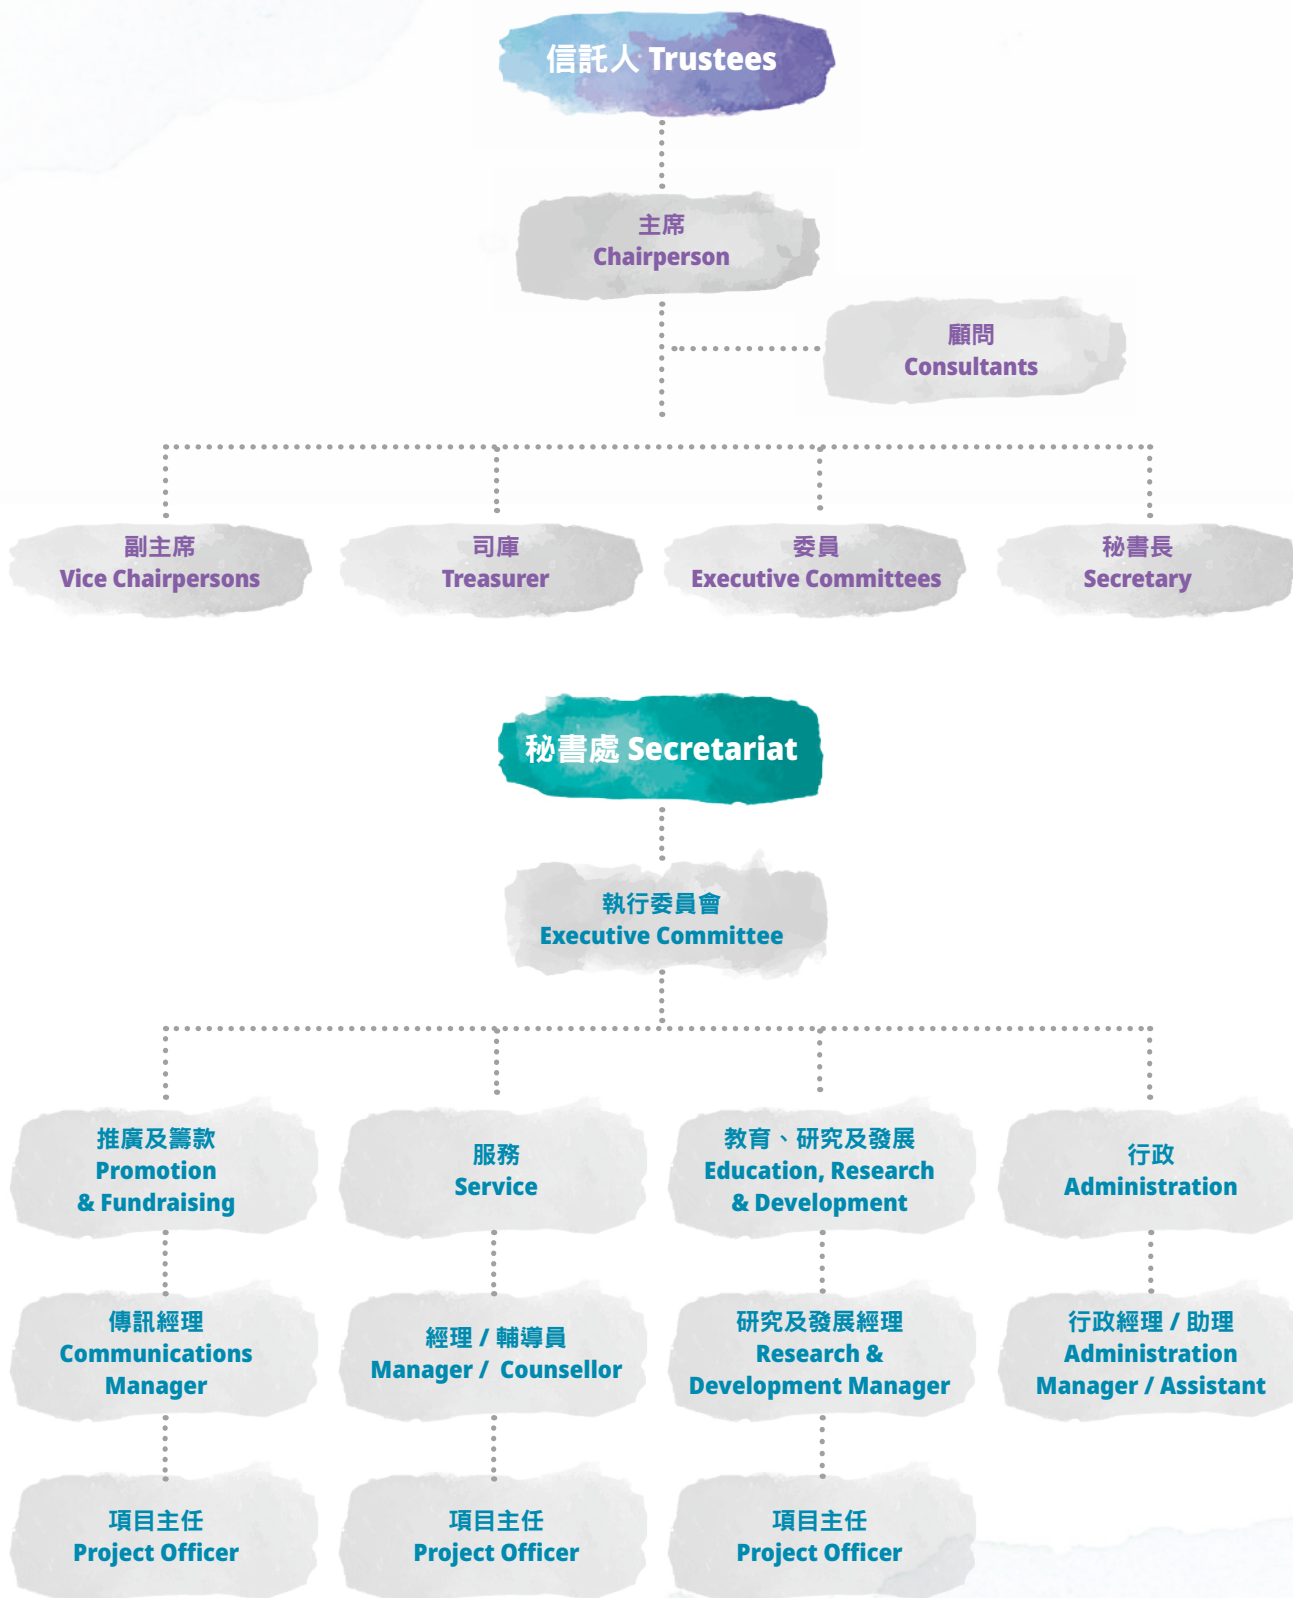 信託人 Trustees
主席
Chairperson
顧問
Consultants
副主席
Vice Chairpersons
司庫
Treasurer
委員
Executive Committees
秘書長
Secretary
秘書處 Secretariat
執行委員會
Executive Committee
推廣及籌款
Promotion
& Fundraising
服務
Service
教育、研究及發展
Education, Research
& Development
行政
Administration
傳訊經理
Communications
Manager
經理 / 輔導員
Manager / Counsellor
研究及發展經理
Research &
Development Manager
行政經理 / 助理
Administration
Manager / Assistant
項目主任
Project Officer
項目主任
Project Officer
項目主任
Project Officer